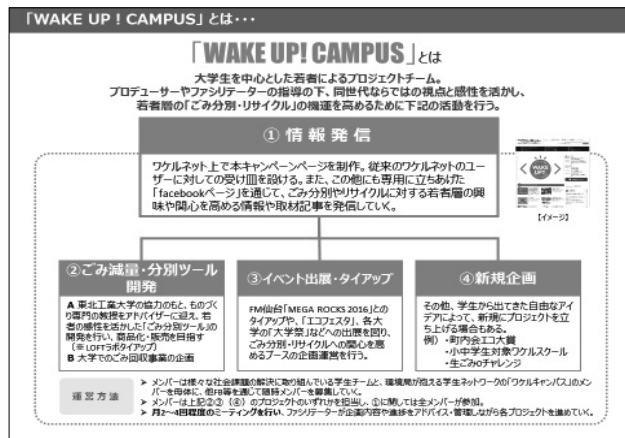 「WAKE UP！CAMPUS」とは・・・
「WAKE UP! CAMPUS」とは
大学生を中心とした若者によるプロジェクトチーム。
プロデューサーやファシリテーターの指導の下、同世代ならではの視点と感性を活かし、
若者層の「ごみ分別・リサイクル」の機運を高めるために下記の活動を行う。
①情報発信
ワケルネット上で本キャンペーンページを制作。従来のワケルネットのユー
ザーに対しての受け皿を設ける。また、この他にも専用に立ちあげた
「facebookページ」を通じて、ごみ分別やリサイクルに対する若者層の興
味や関心を高める情報や取材記事を発信していく。
WAKE
UP!
【イメージ】
②ごみ減量・分別ツール
開発
A 東北工業大学の協力のもと、ものづく
り専門の教授をアドバイザーに迎え、若
者の感性を活かした「ごみ分別ツール」の
開発を行い、商品化・販売を目指す
（※LOFTラボタイアップ）
B 大学でのごみ回収事業の企画
③イベント出展・タイアップ
FM仙台「MEGA ROCKS 2016」との
タイアップや、「エコフェスタ」、各大
学の「大学祭」などへの出展を図り、
ごみ分別・リサイクルへの関心を高
めるブースの企画運営を行う。
④新規企画
その他、学生から出てきた自由なアイ
デアによって、新規にプロジェクトを立
ち上げる場合もある。
例）・町内会エコ大賞
・小中学生対象ワケルスクール
・生ごみ0チャレンジ
運営方法
➤ メンバーは様々な社会課題の解決に取り組んでいる学生チームと、環境局が抱える学生ネットワークの「ワケルキャンパス」のメン
バーを母体に、他FB等を通じて随時メンバーを募集していく。
➤ メンバーは上記②③（④）のプロジェクトのいずれかを担当し、①に関しては全メンバーが参加。
➤ 月2～4回程度のミーティングを行い、ファシリテーターが企画内容や進捗をアドバイス・管理しながら各プロジェクトを進めていく。